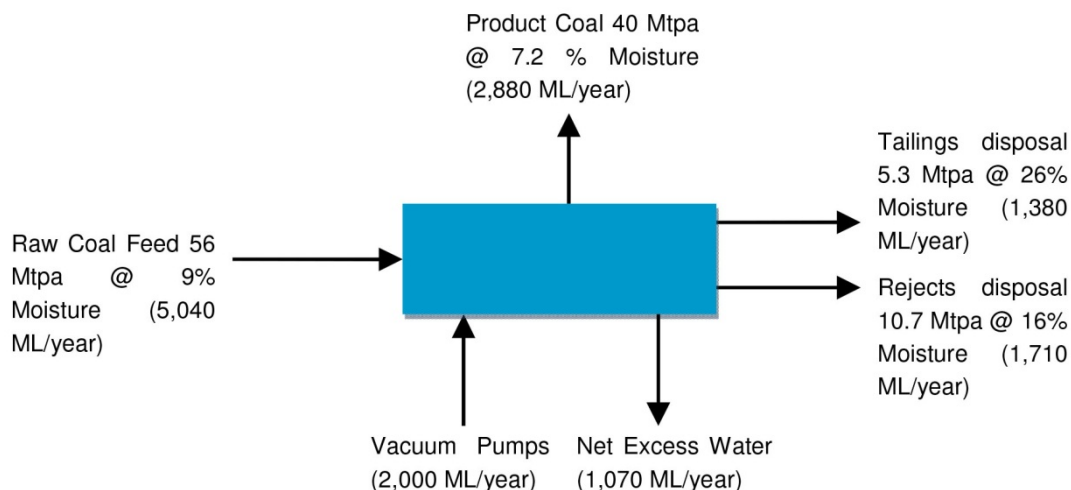 Product Coal 40 Mtpa
@ 7.2 % Moisture
(2,880 ML/year)
Tailings disposal
5.3 Mtpa @ 26%
Moisture (1,380
ML/year)
Raw Coal Feed 56
Mtpa @ 9%
Moisture (5,040
ML/year)
Rejects disposal
10.7 Mtpa @ 16%
Moisture (1,710
ML/year)
Vacuum Pumps
(2,000 ML/year)
Net Excess Water
(1,070 ML/year)